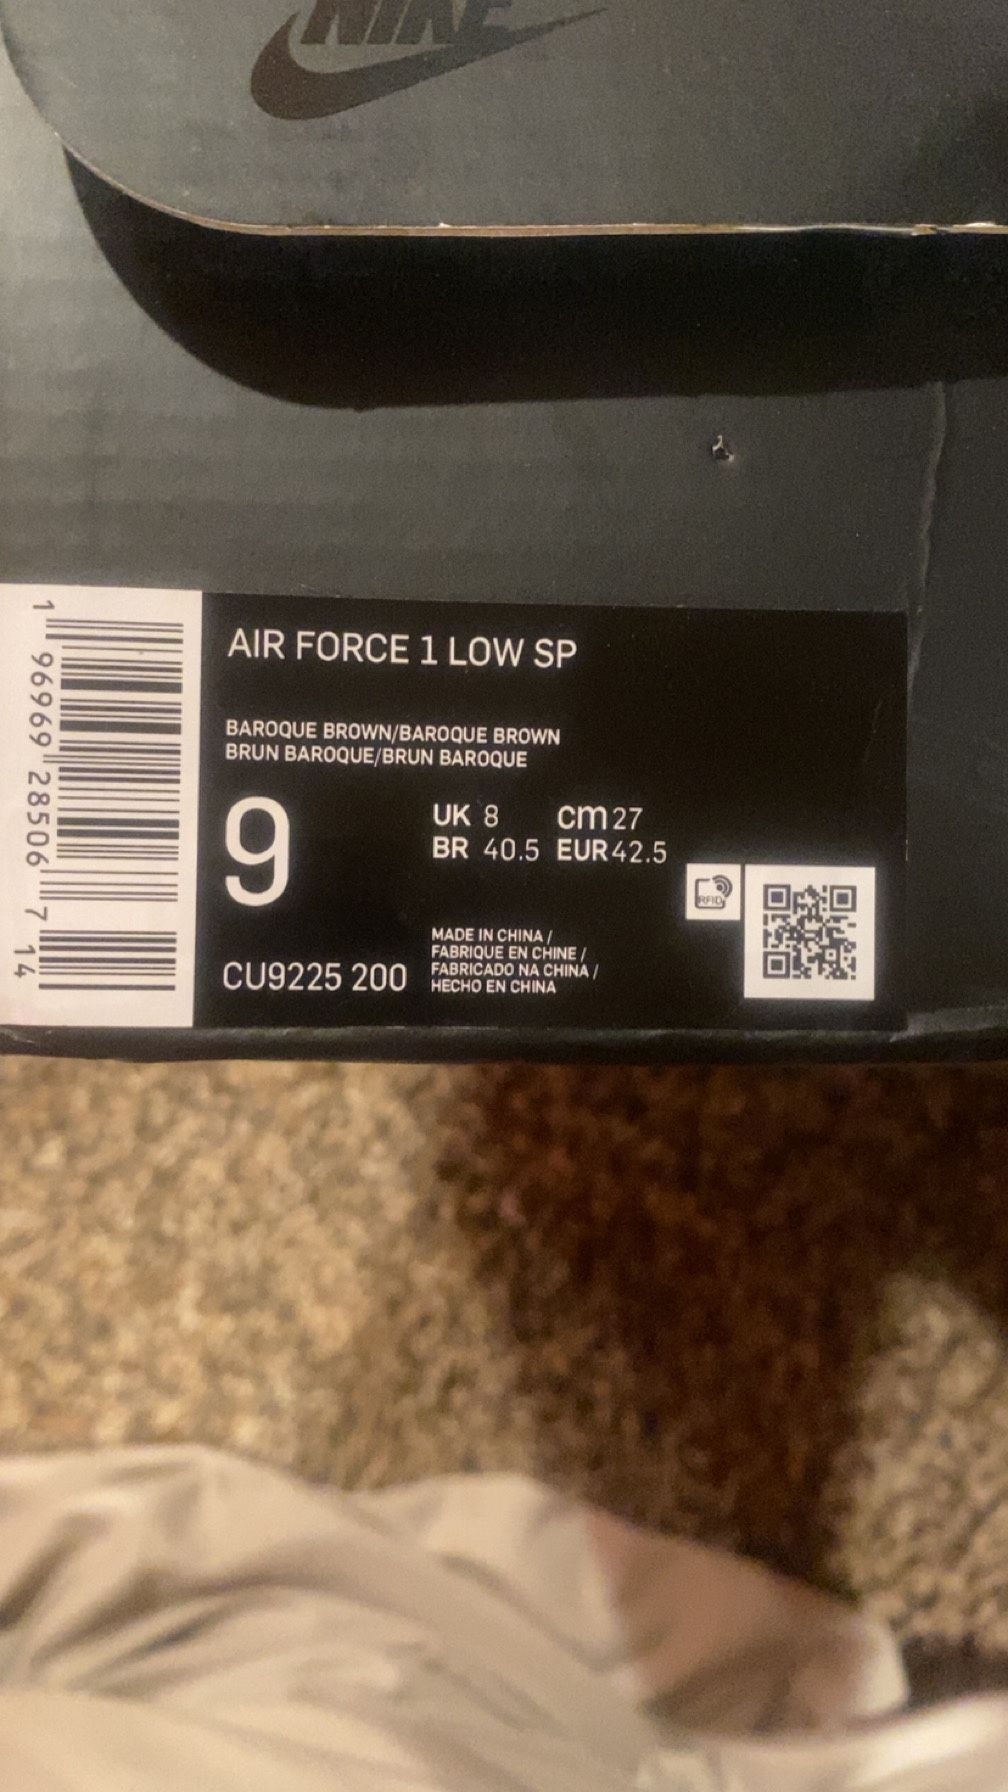 NIKE
AIR FORCE 1 LOW SP
BAROQUE BROWN/BAROQUE BROWN
BRUN BAROQUE/BRUN BAROQUE
9
UK 8 cm 27
BR 40.5 EUR 42.5
RFID
CU9225 200
MADE IN CHINA /
FABRIQUE EN CHINE /
FABRICADO NA CHINA /
HECHO EN CHINA
1 96969 28506 7 14